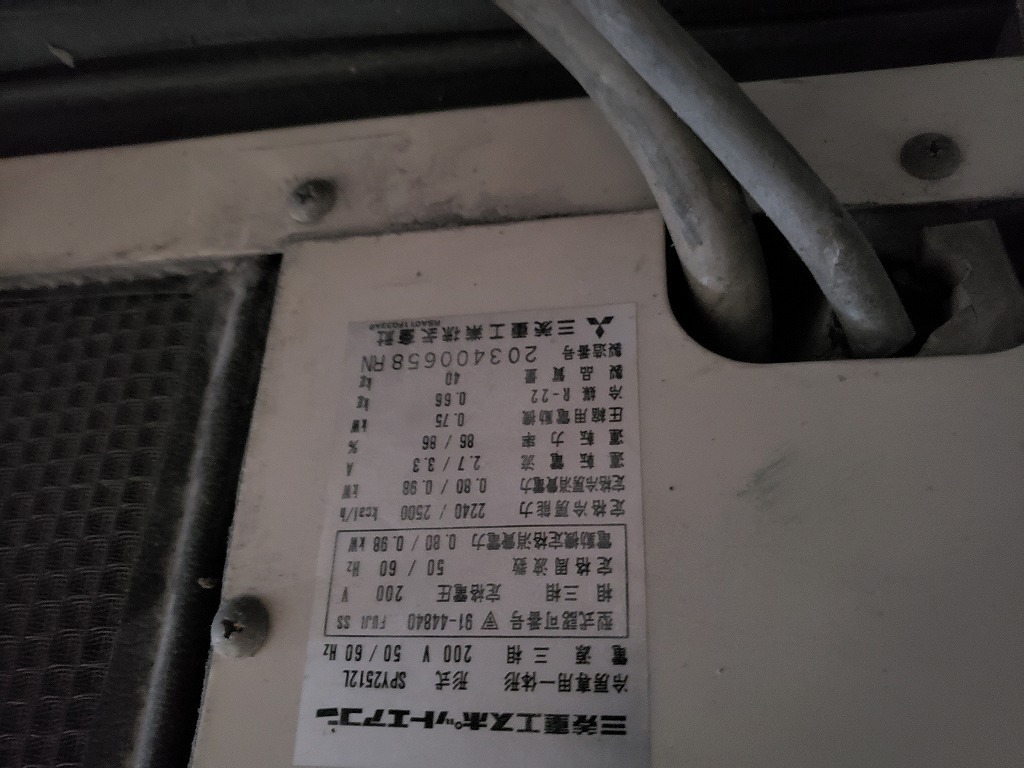 三菱重工スポットエアコン
冷房専用一体形 形式 SPY2512L
電源 三相 200 V 50 / 60 Hz
型式認可番号 91-44840 FUJI SS
相 三相 定格電圧 200 V
定格周波数 50 / 60 Hz
電動機定格消費電力 0.80 / 0.98 kW
定格冷房能力 2240 / 2500 kcal/h
定格冷房消費電力 0.80 / 0.98 kW
運転電流 2.7 / 3.3 A
運転力率 86 / 86 %
圧縮用電動機 0.75 kW
冷媒 R-22 0.66 kg
製品質量 40 kg
製造番号 203400658RN
三菱重工業株式會社